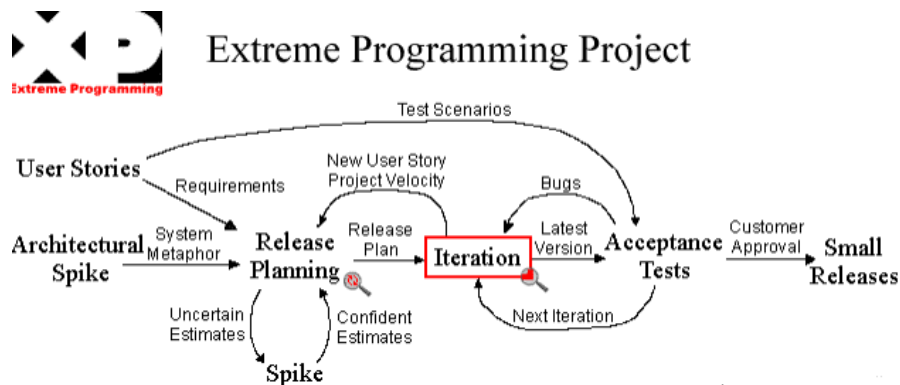 XP
Extreme Programming
Extreme Programming Project
Test Scenarios
User Stories
Requirements
New User Story
Project Velocity
Bugs
Architectural
Spike
System
Metaphor
Release
Planning
Release
Plan
Iteration
Latest
Version
Acceptance
Tests
Customer
Approval
Small
Releases
Uncertain
Estimates
Confident
Estimates
Next Iteration
Spike